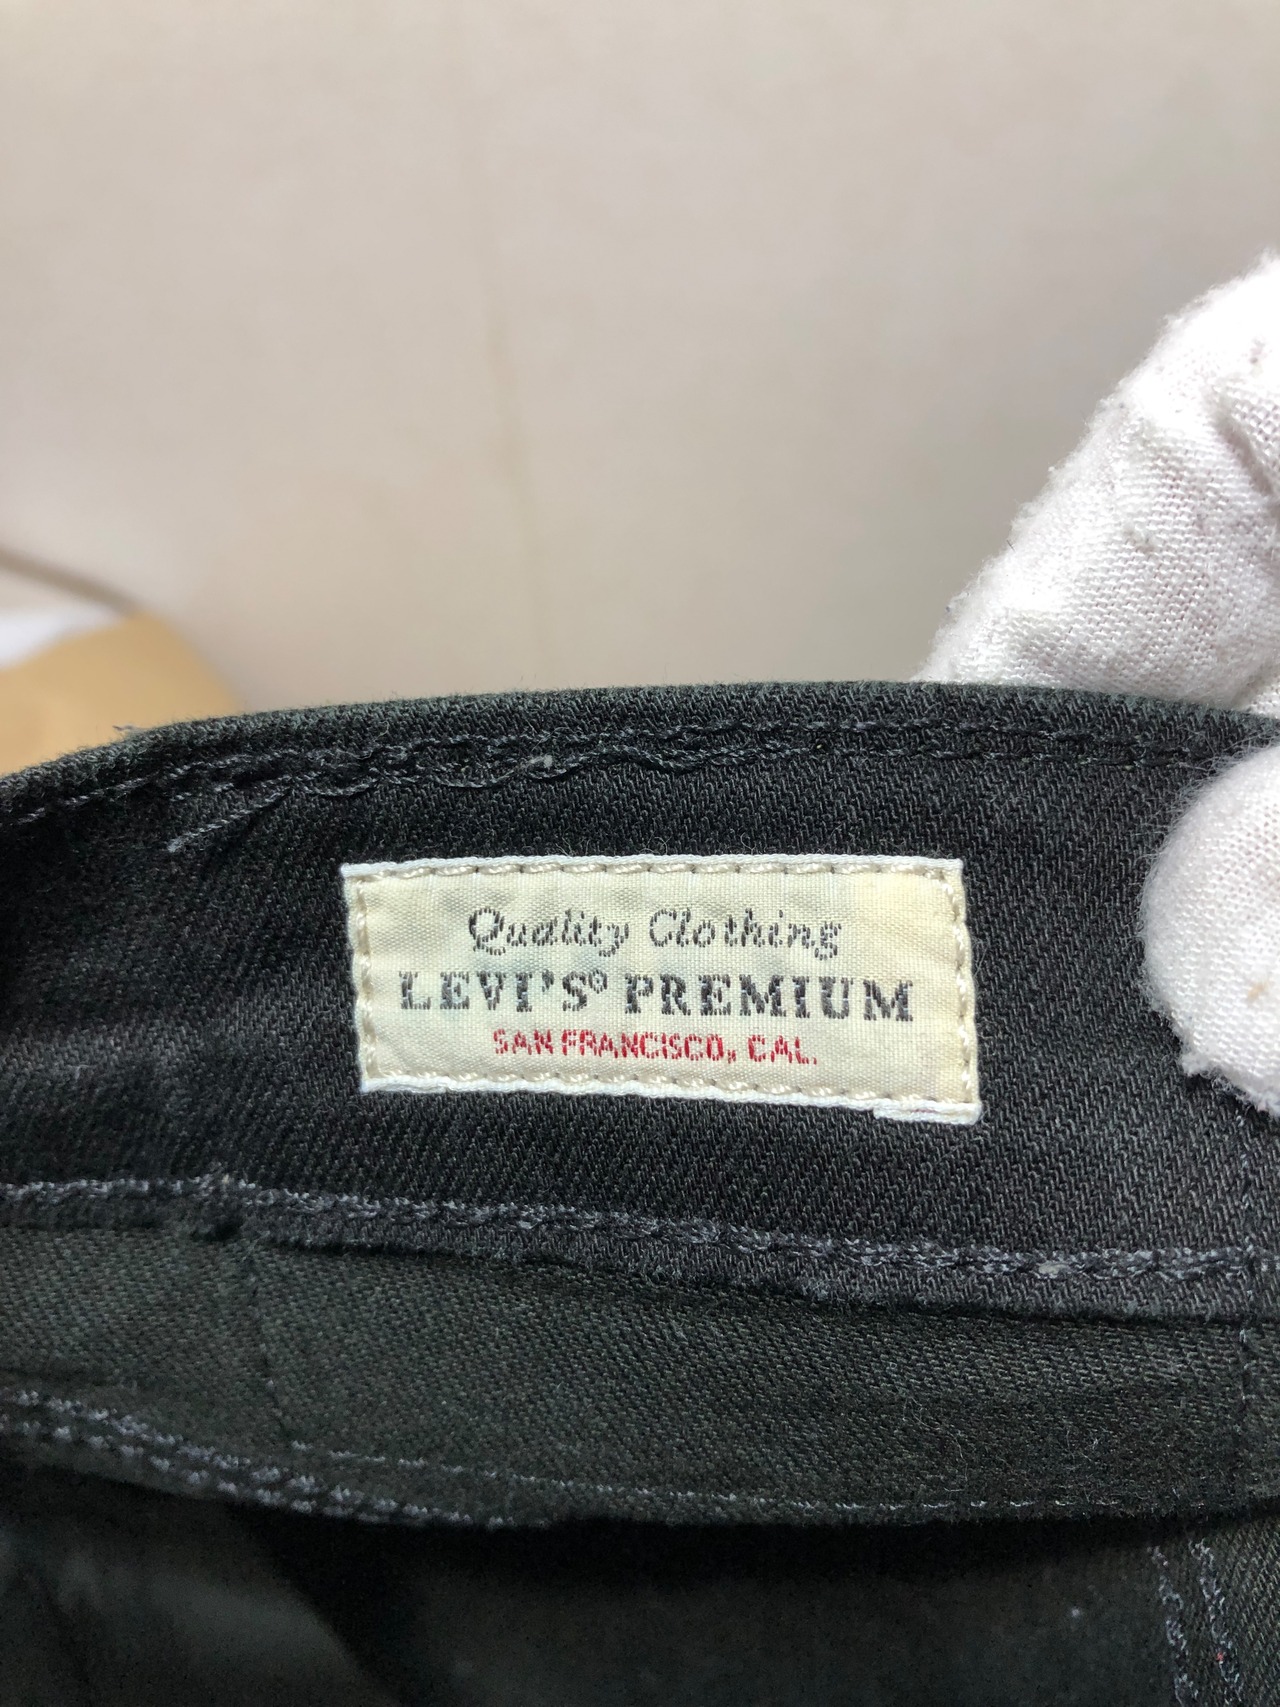 Quality Clothing
LEVI'S® PREMIUM
SAN FRANCISCO, CAL.